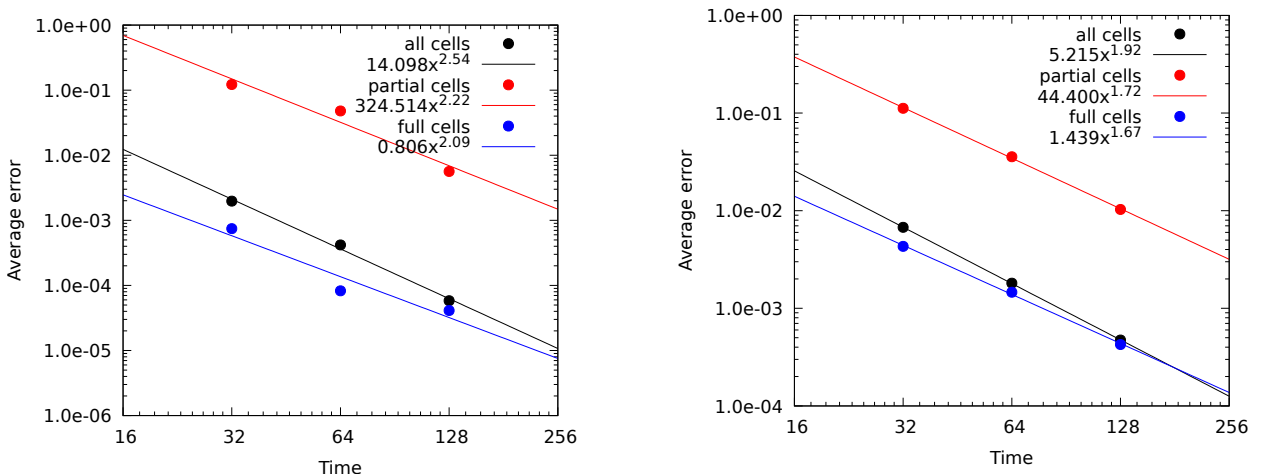 1.0e+00
1.0e-01
1.0e-02
1.0e-03
1.0e-04
1.0e-05
1.0e-06
Average error
16 32 64 128 256
Time
all cells
14.098x^2.54
partial cells
324.514x^2.22
full cells
0.806x^2.09
1.0e+00
1.0e-01
1.0e-02
1.0e-03
1.0e-04
Average error
16 32 64 128 256
Time
all cells
5.215x^1.92
partial cells
44.400x^1.72
full cells
1.439x^1.67